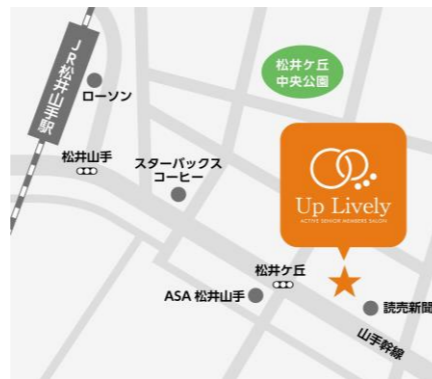 JR松井山手駅
ローソン
松井ケ丘
中央公園
松井山手
スターバックス
コーヒー
Up Lively
ACTIVE SENIOR MEMBERS SALON
松井ケ丘
ASA 松井山手
読売新聞
山手幹線